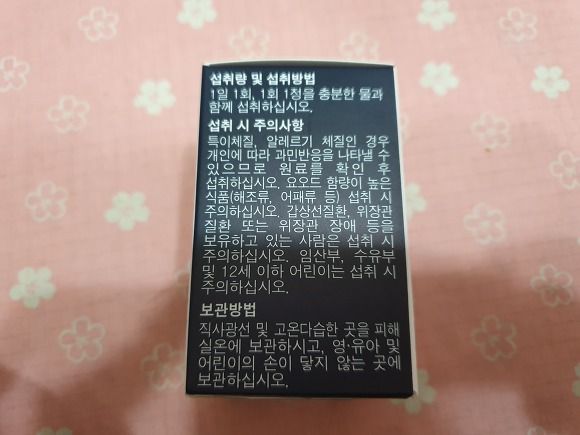 섭취량 및 섭취방법
1일 1회, 1회 1정을 충분한 물과
함께 섭취하십시오.
섭취 시 주의사항
특이체질, 알레르기 체질인 경우
개인에 따라 과민반응을 나타낼 수
있으므로 원료를 확인 후
섭취하십시오. 요오드 함량이 높은
식품(해조류, 어패류 등) 섭취 시
주의하십시오. 갑상선질환, 위장관
질환 또는 위장관 장애 등을
보유하고 있는 사람은 섭취 시
주의하십시오. 임산부, 수유부
및 12세 이하 어린이는 섭취 시
주의하십시오.
보관방법
직사광선 및 고온다습한 곳을 피해
실온에 보관하시고, 영·유아 및
어린이의 손이 닿지 않는 곳에
보관하십시오.